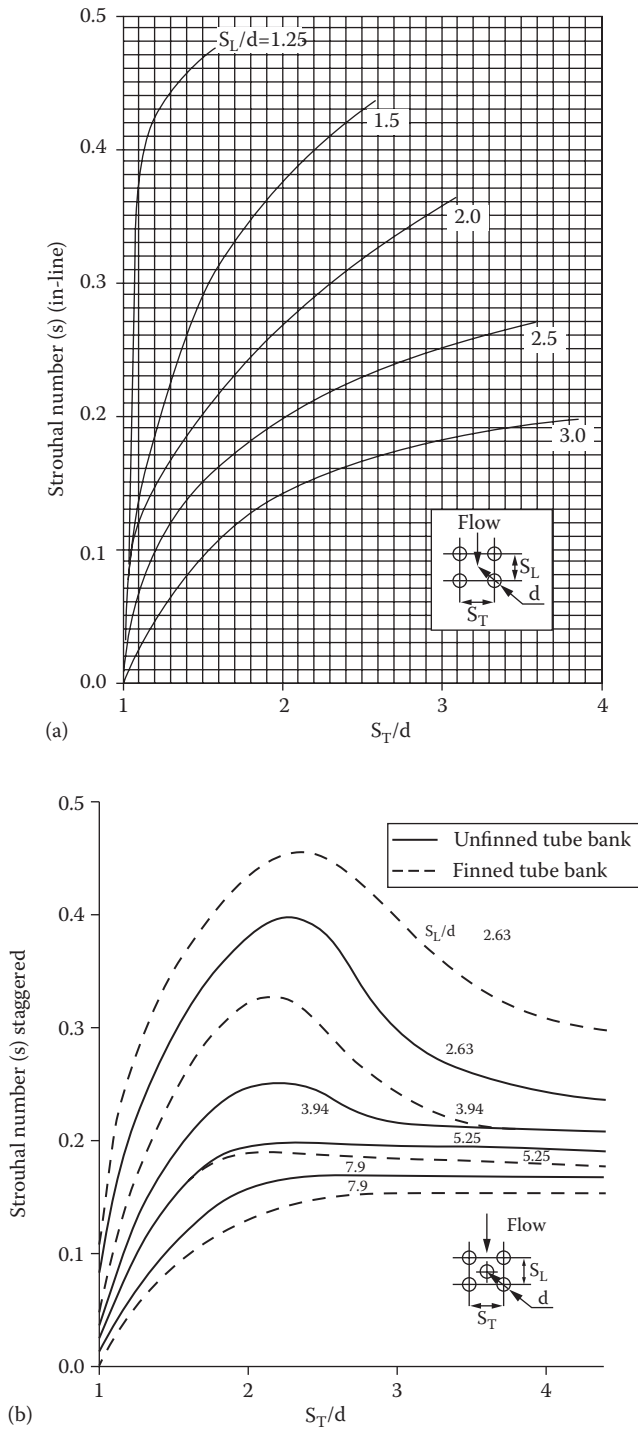 0.5
S_L/d=1.25
0.4
1.5
2.0
0.3
2.5
0.2
3.0
0.1
0.0
Strouhal number (s) (in-line)
Flow
S_L
d
S_T
1
2
3
4
(a)
S_T/d
0.5
Unfinned tube bank
Finned tube bank
0.4
S_L/d
2.63
0.3
2.63
3.94
3.94
0.2
5.25
5.25
7.9
7.9
0.1
0.0
Strouhal number (s) staggered
Flow
S_L
d
S_T
1
2
3
4
(b)
S_T/d